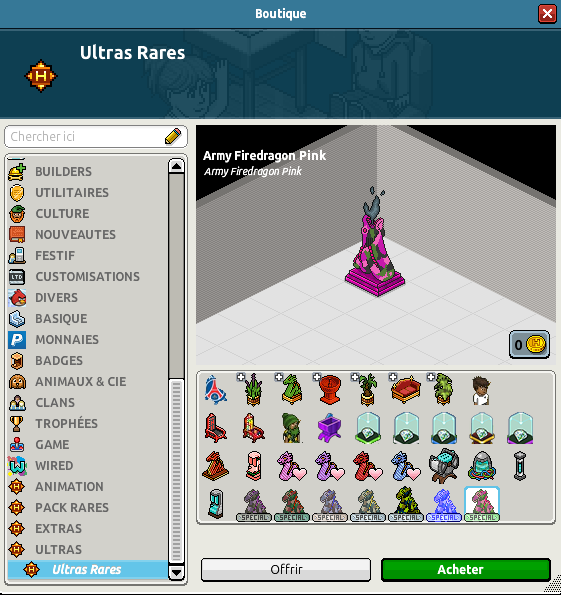 Boutique
Ultras Rares
Chercher ici
BUILDERS
UTILITAIRES
CULTURE
NOUVEAUTES
FESTIF
LTD
CUSTOMISATIONS
DIVERS
BASIQUE
MONNAIES
BADGES
ANIMAUX & CIE
CLANS
TROPHÉES
GAME
WIRED
ANIMATION
PACK RARES
EXTRAS
ULTRAS
Ultras Rares
Army Firedragon Pink
Army Firedragon Pink
0
SPECIAL SPECIAL SPECIAL SPECIAL SPECIAL SPECIAL SPECIAL
Offrir
Acheter